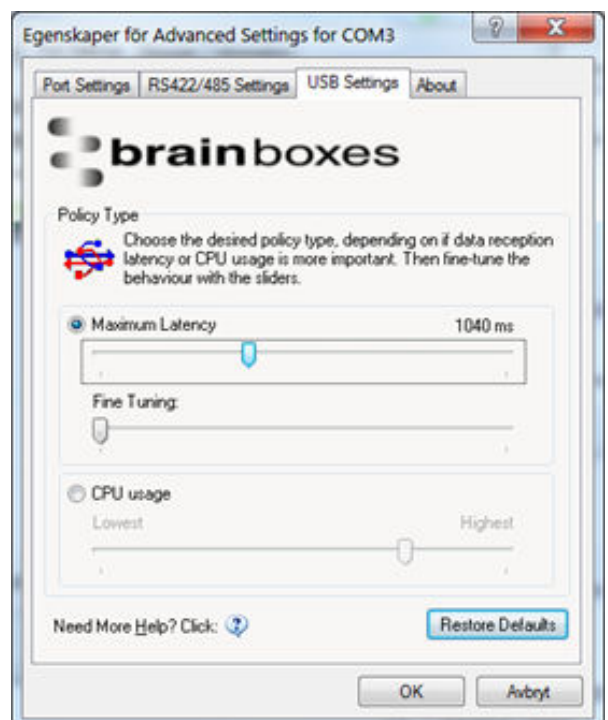 Egenskaper för Advanced Settings for COM3
Port Settings RS422/485 Settings USB Settings About
brainboxes
Policy Type
Choose the desired policy type, depending on if data reception
latency or CPU usage is more important. Then fine-tune the
behaviour with the sliders.
Maximum Latency 1040 ms
Fine Tuning:
CPU usage
Lowest Highest
Need More Help? Click:
Restore Defaults
OK Avbryt